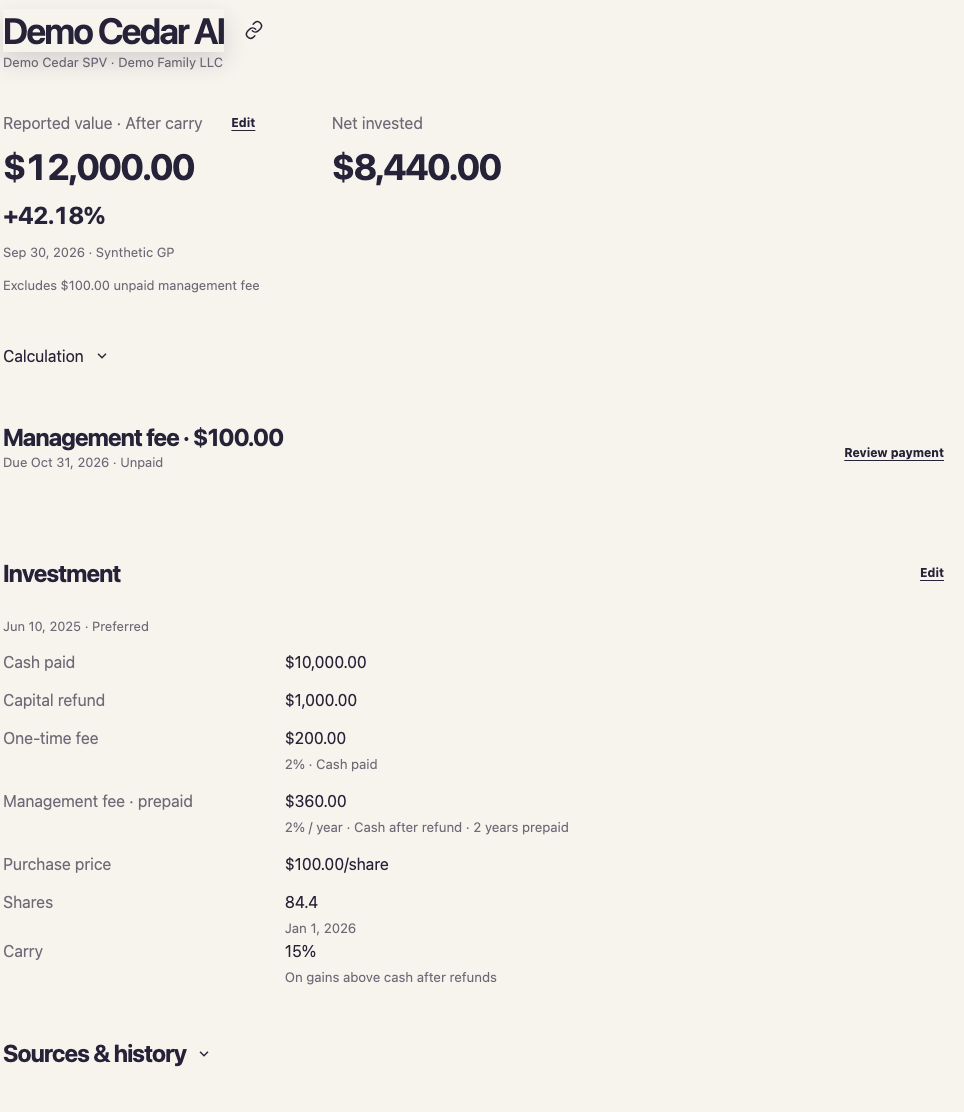 Demo Cedar AI
Demo Cedar SPV · Demo Family LLC
Reported value · After carry Edit Net invested
$12,000.00 $8,440.00
+42.18%
Sep 30, 2026 · Synthetic GP
Excludes $100.00 unpaid management fee
Calculation
Management fee · $100.00
Due Oct 31, 2026 · Unpaid
Review payment
Investment Edit
Jun 10, 2025 · Preferred
Cash paid $10,000.00
Capital refund $1,000.00
One-time fee $200.00
2% · Cash paid
Management fee · prepaid $360.00
2% / year · Cash after refund · 2 years prepaid
Purchase price $100.00/share
Shares 84.4
Jan 1, 2026
Carry 15%
On gains above cash after refunds
Sources & history